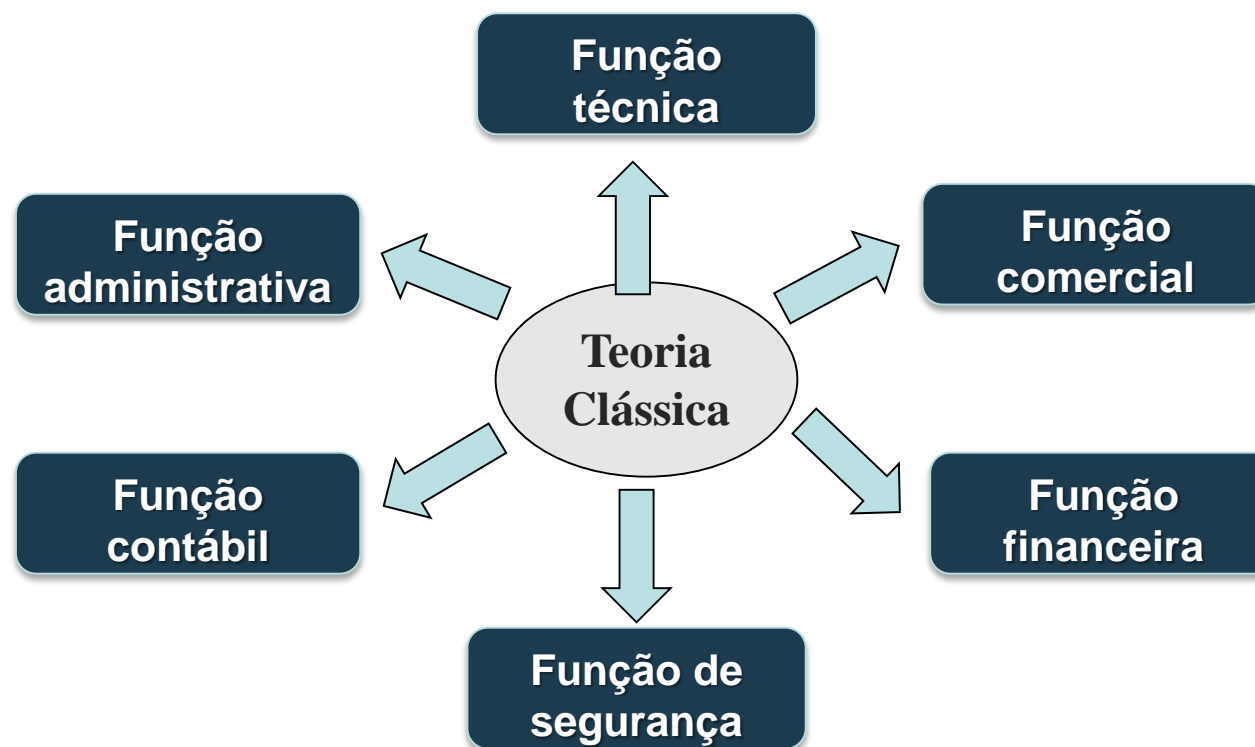 Função
técnica
Função
administrativa
Função
comercial
Teoria
Clássica
Função
contábil
Função
financeira
Função de
segurança